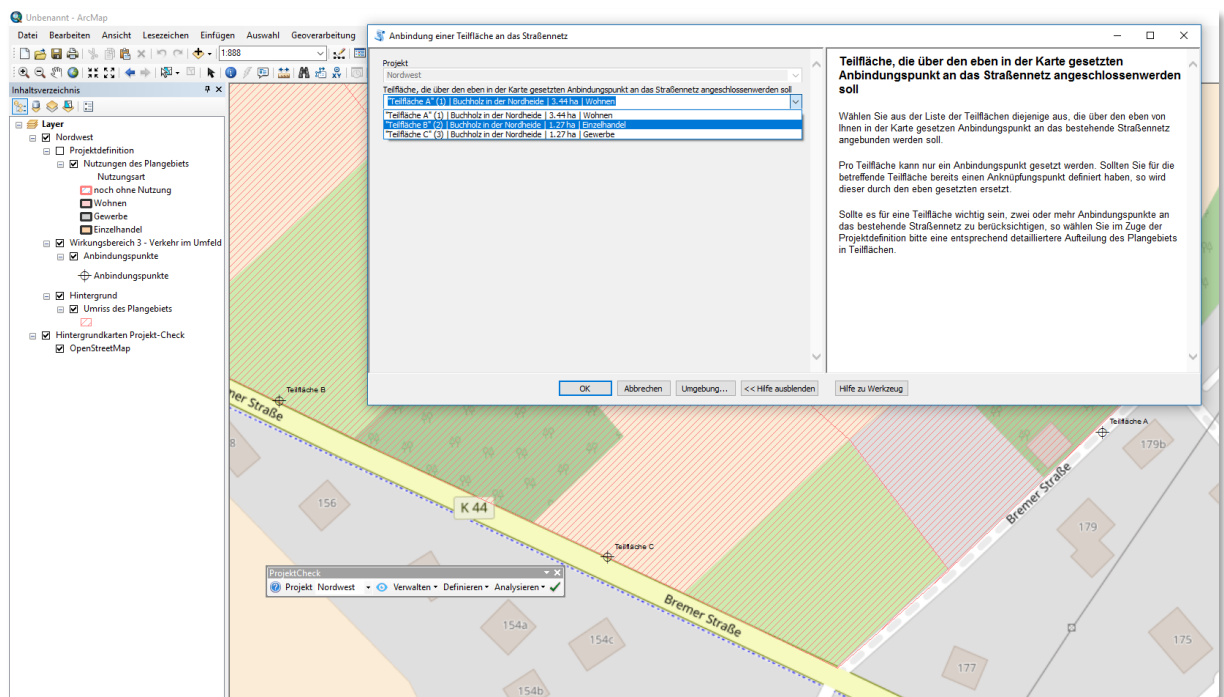 Unbenannt - ArcMap
Datei Bearbeiten Ansicht Lesezeichen Einfügen Auswahl Geoverarbeitung
1:888
Inhaltsverzeichnis
Layer
Nordwest
Projektdefinition
Nutzungen des Plangebiets
Nutzungsart
noch ohne Nutzung
Wohnen
Gewerbe
Einzelhandel
Wirkungsbereich 3 - Verkehr im Umfeld
Anbindungspunkte
Anbindungspunkte
Hintergrund
Umriss des Plangebiets
Hintergrundkarten Projekt-Check
OpenStreetMap
Anbindung einer Teilfläche an das Straßennetz
Projekt
Nordwest
Teilfläche, die über den eben in der Karte gesetzten Anbindungspunkt an das Straßennetz angeschlossenwerden soll
"Teilfläche A" (1) | Buchholz in der Nordheide | 3.44 ha | Wohnen
"Teilfläche A" (1) | Buchholz in der Nordheide | 3.44 ha | Wohnen
"Teilfläche B" (2) | Buchholz in der Nordheide | 1.27 ha | Einzelhandel
"Teilfläche C" (3) | Buchholz in der Nordheide | 1.27 ha | Gewerbe
OK Abbrechen Umgebung... << Hilfe ausblenden Hilfe zu Werkzeug
Teilfläche, die über den eben in der Karte gesetzten
Anbindungspunkt an das Straßennetz angeschlossenwerden
soll
Wählen Sie aus der Liste der Teilflächen diejenige aus, die über den eben von
Ihnen in der Karte gesetzen Anbindungspunkt an das bestehende Straßennetz
angebunden werden soll.
Pro Teilfläche kann nur ein Anbindungspunkt gesetzt werden. Sollten Sie für die
betreffende Teilfläche bereits einen Anknüpfungspunkt definiert haben, so wird
dieser durch den eben gesetzten ersetzt.
Sollte es für eine Teilfläche wichtig sein, zwei oder mehr Anbindungspunkte an
das bestehende Straßennetz zu berücksichtigen, so wählen Sie im Zuge der
Projektdefinition bitte eine entsprechend detailliertere Aufteilung des Plangebiets
in Teilflächen.
Teilfläche B
ner Straße
Teilfläche A
179b
8
156
K 44
Bremer Straße
179
Teilfläche C
ProjektCheck
Projekt Nordwest Verwalten Definieren Analysieren
Bremer Straße
154a
154c
175
177
154b